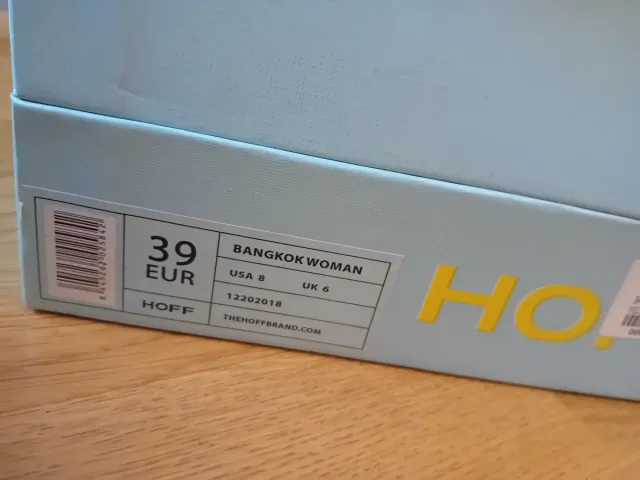 39
EUR
HOFF
BANGKOK WOMAN
USA 8 UK 6
12202018
THEHOFFBRAND.COM
HO